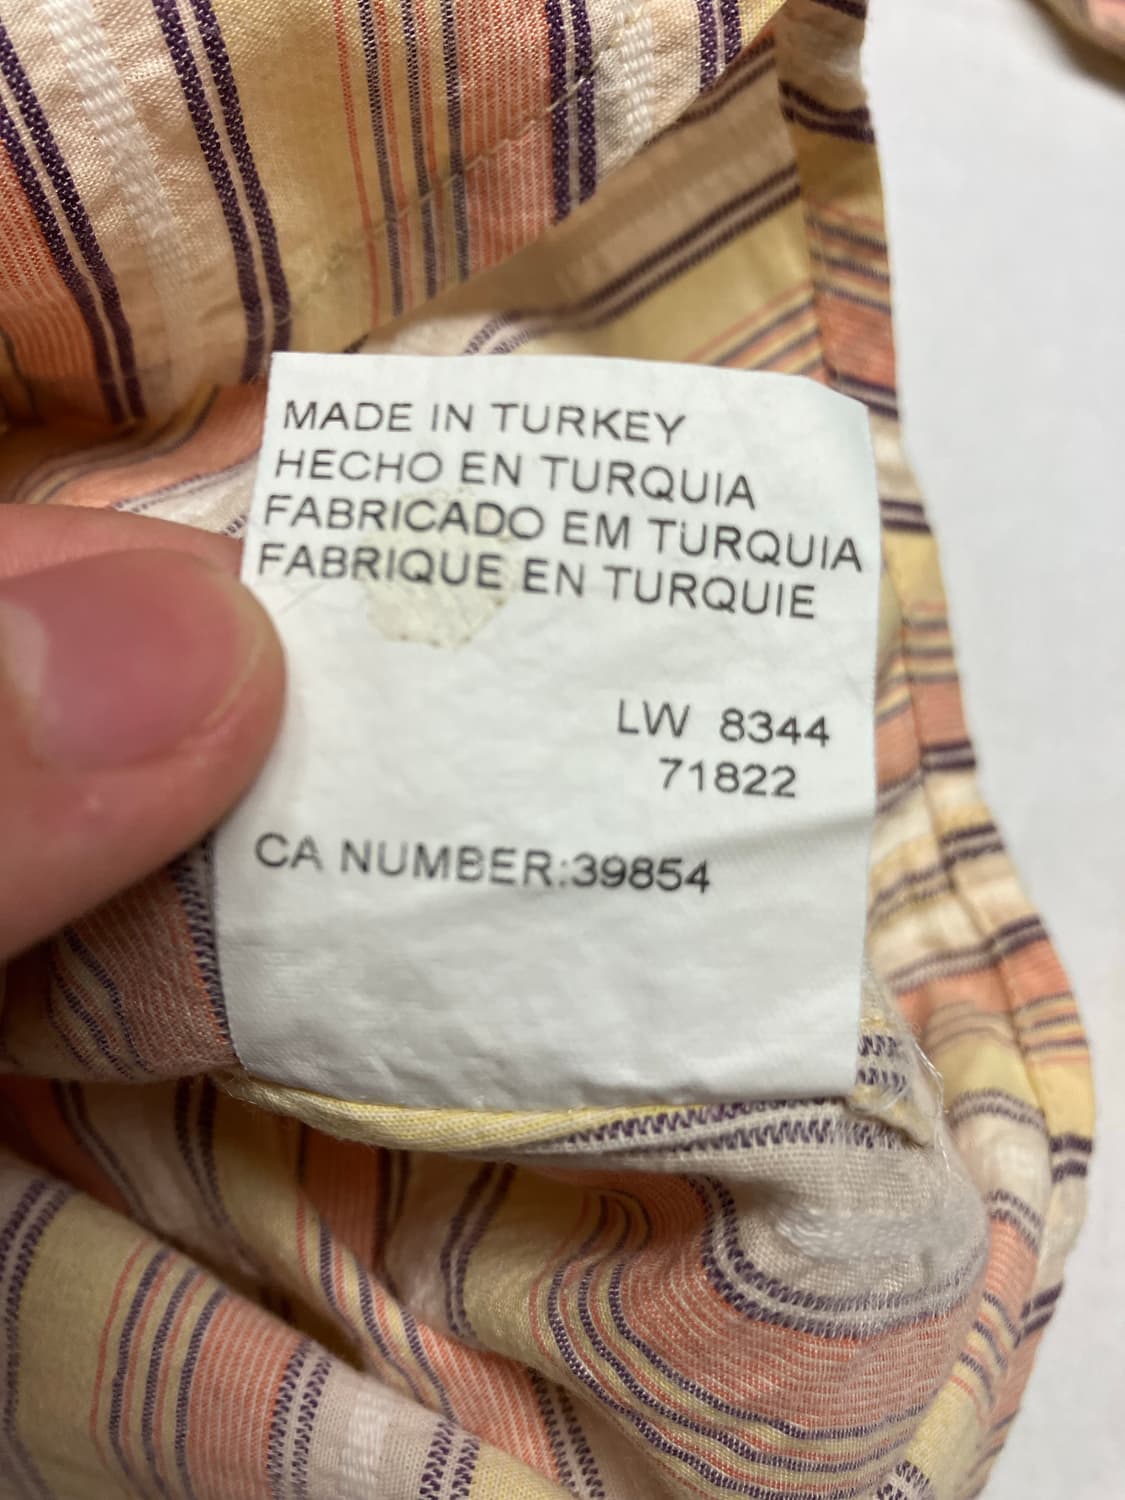 MADE IN TURKEY
HECHO EN TURQUIA
FABRICADO EM TURQUIA
FABRIQUE EN TURQUIE
LW 8344
71822
CA NUMBER:39854